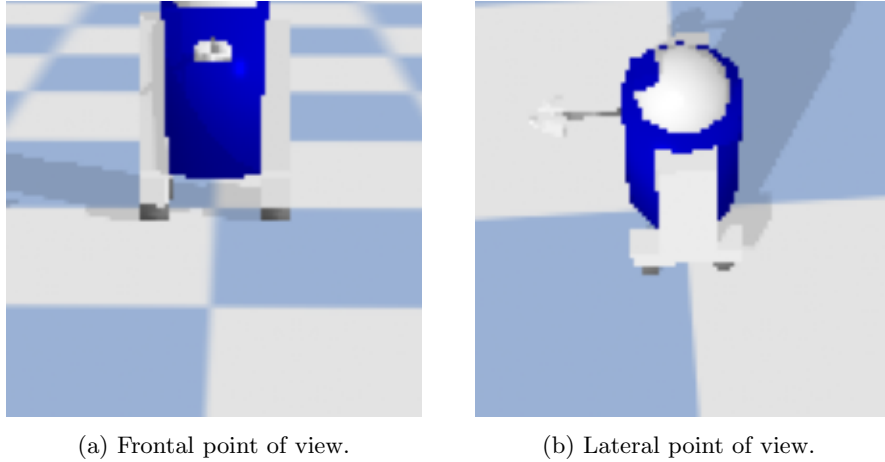 (a) Frontal point of view.
(b) Lateral point of view.